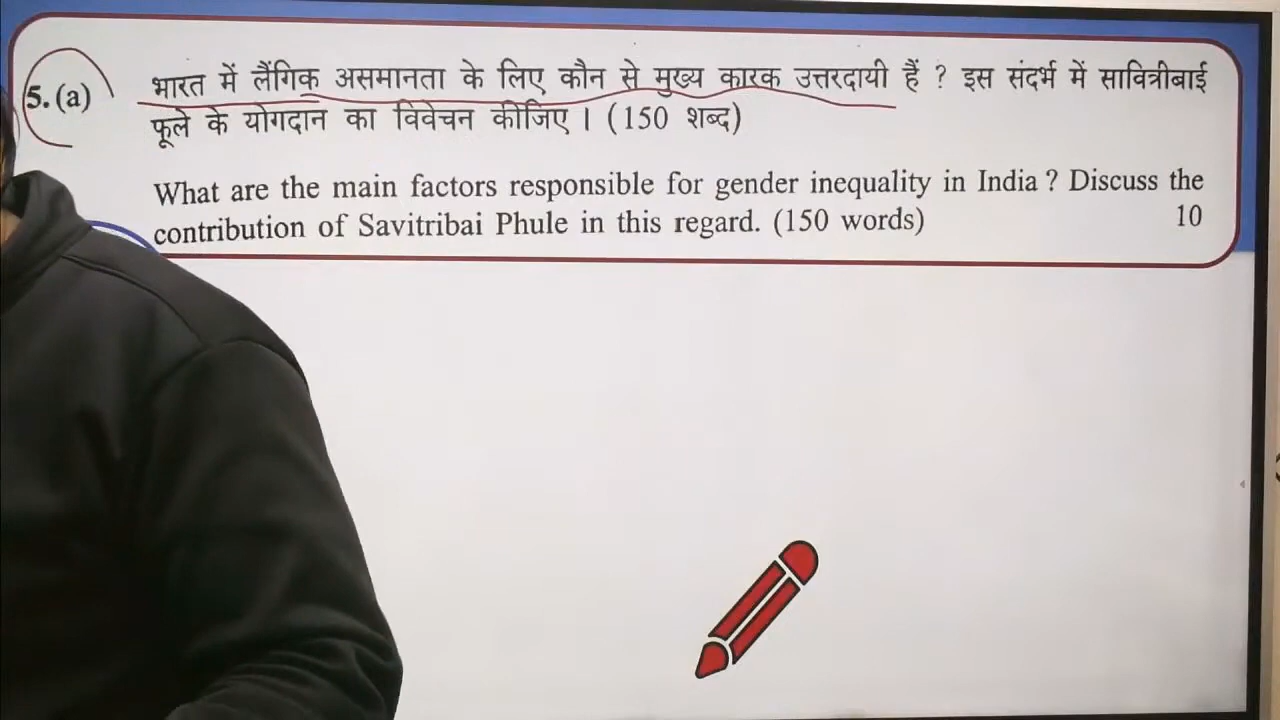 5. (a) भारत में लैंगिक असमानता के लिए कौन से मुख्य कारक उत्तरदायी हैं ? इस संदर्भ में सावित्रीबाई
फूले के योगदान का विवेचन कीजिए । (150 शब्द)
What are the main factors responsible for gender inequality in India ? Discuss the
contribution of Savitribai Phule in this regard. (150 words) 10